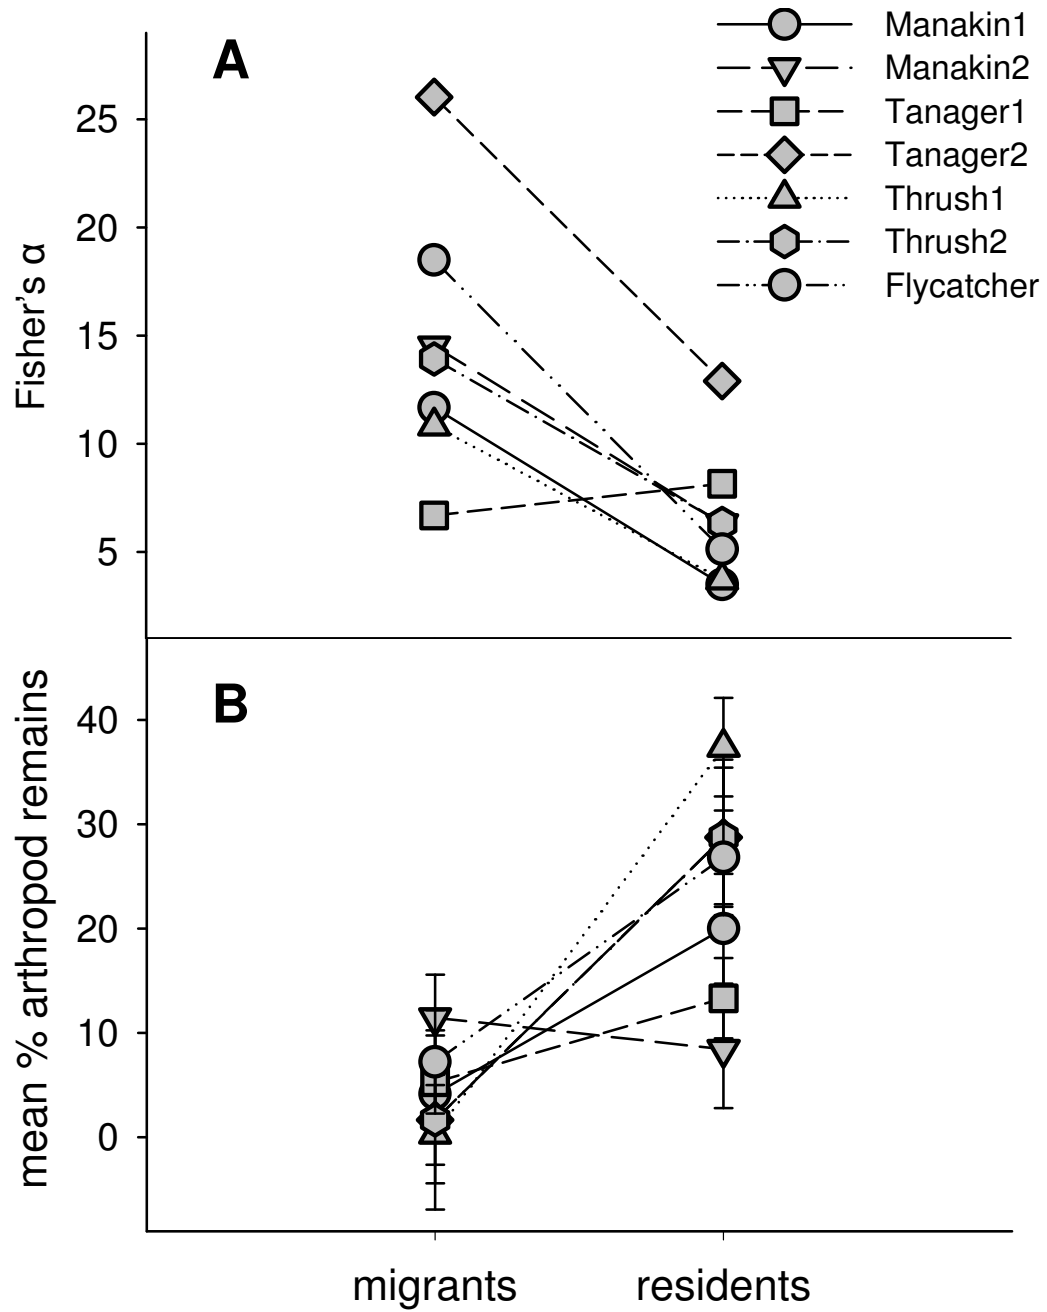 A
Manakin1
Manakin2
Tanager1
Tanager2
Thrush1
Thrush2
Flycatcher
Fisher's α
25
20
15
10
5
B
mean % arthropod remains
40
30
20
10
0
migrants residents